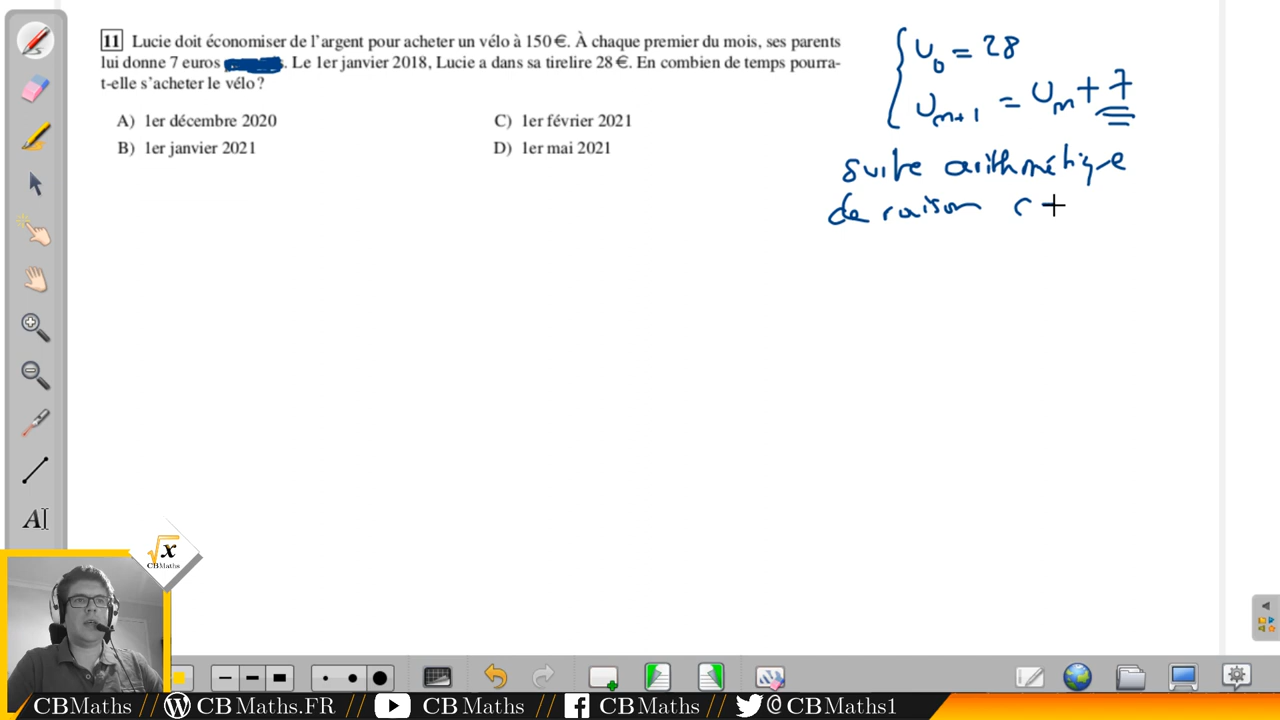 11 Lucie doit économiser de l'argent pour acheter un vélo à 150 €. À chaque premier du mois, ses parents
lui donne 7 euros . Le 1er janvier 2018, Lucie a dans sa tirelire 28 €. En combien de temps pourra-
t-elle s'acheter le vélo ?
A) 1er décembre 2020
B) 1er janvier 2021
C) 1er février 2021
D) 1er mai 2021
U0 = 28
Um+1 = Um + 7
suite arithmétique
de raison
AI
√x
CBMaths
CBMaths // CBMaths.FR // CBMaths // CBMaths // @CBMaths1